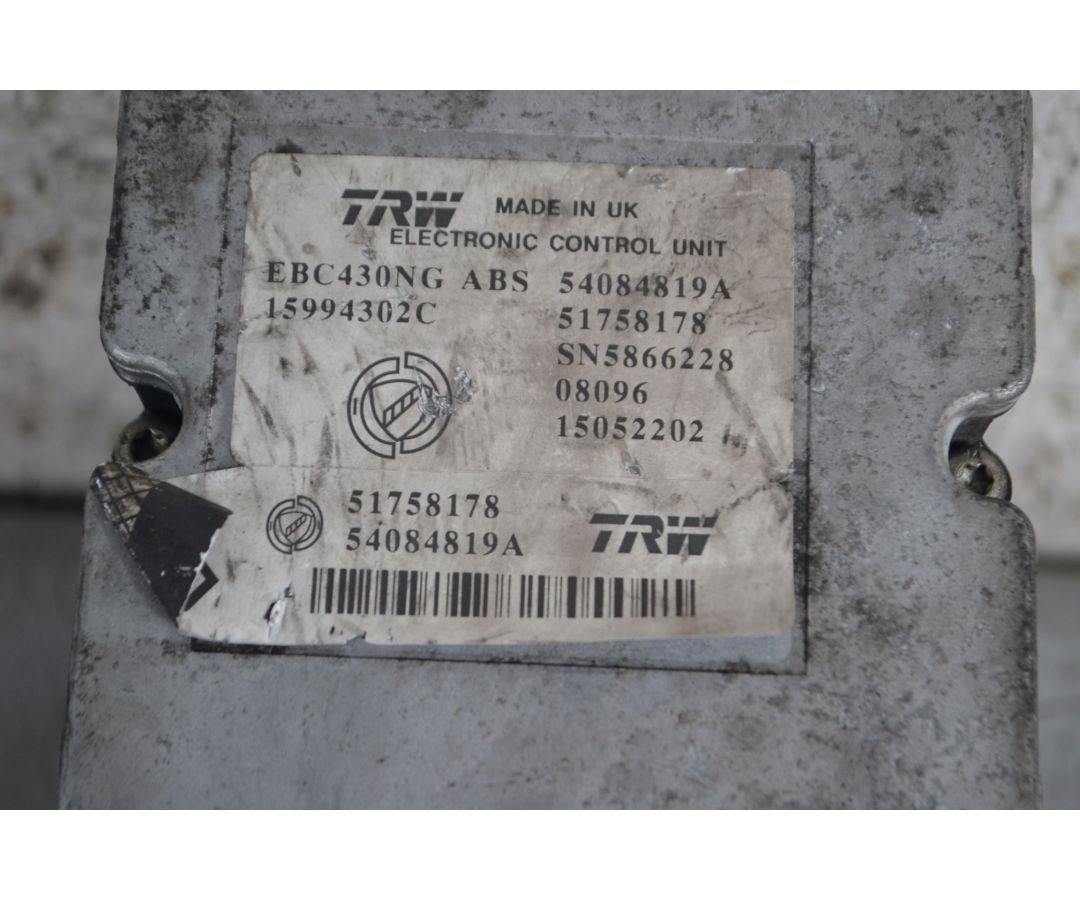 TRW MADE IN UK
ELECTRONIC CONTROL UNIT
EBC430NG ABS 54084819A
15994302C 51758178
SN5866228
08096
15052202
51758178
54084819A TRW